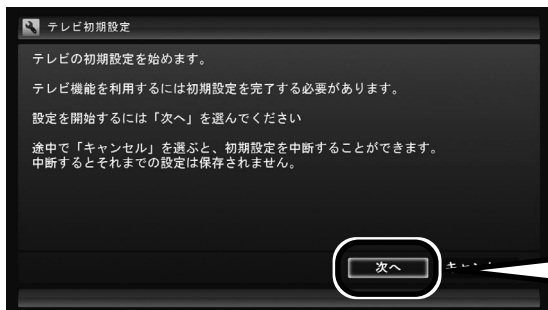 テレビ初期設定
テレビの初期設定を始めます。
テレビ機能を利用するには初期設定を完了する必要があります。
設定を開始するには「次へ」を選んでください
途中で「キャンセル」を選ぶと、初期設定を中断することができます。
中断するとそれまでの設定は保存されません。
次へ